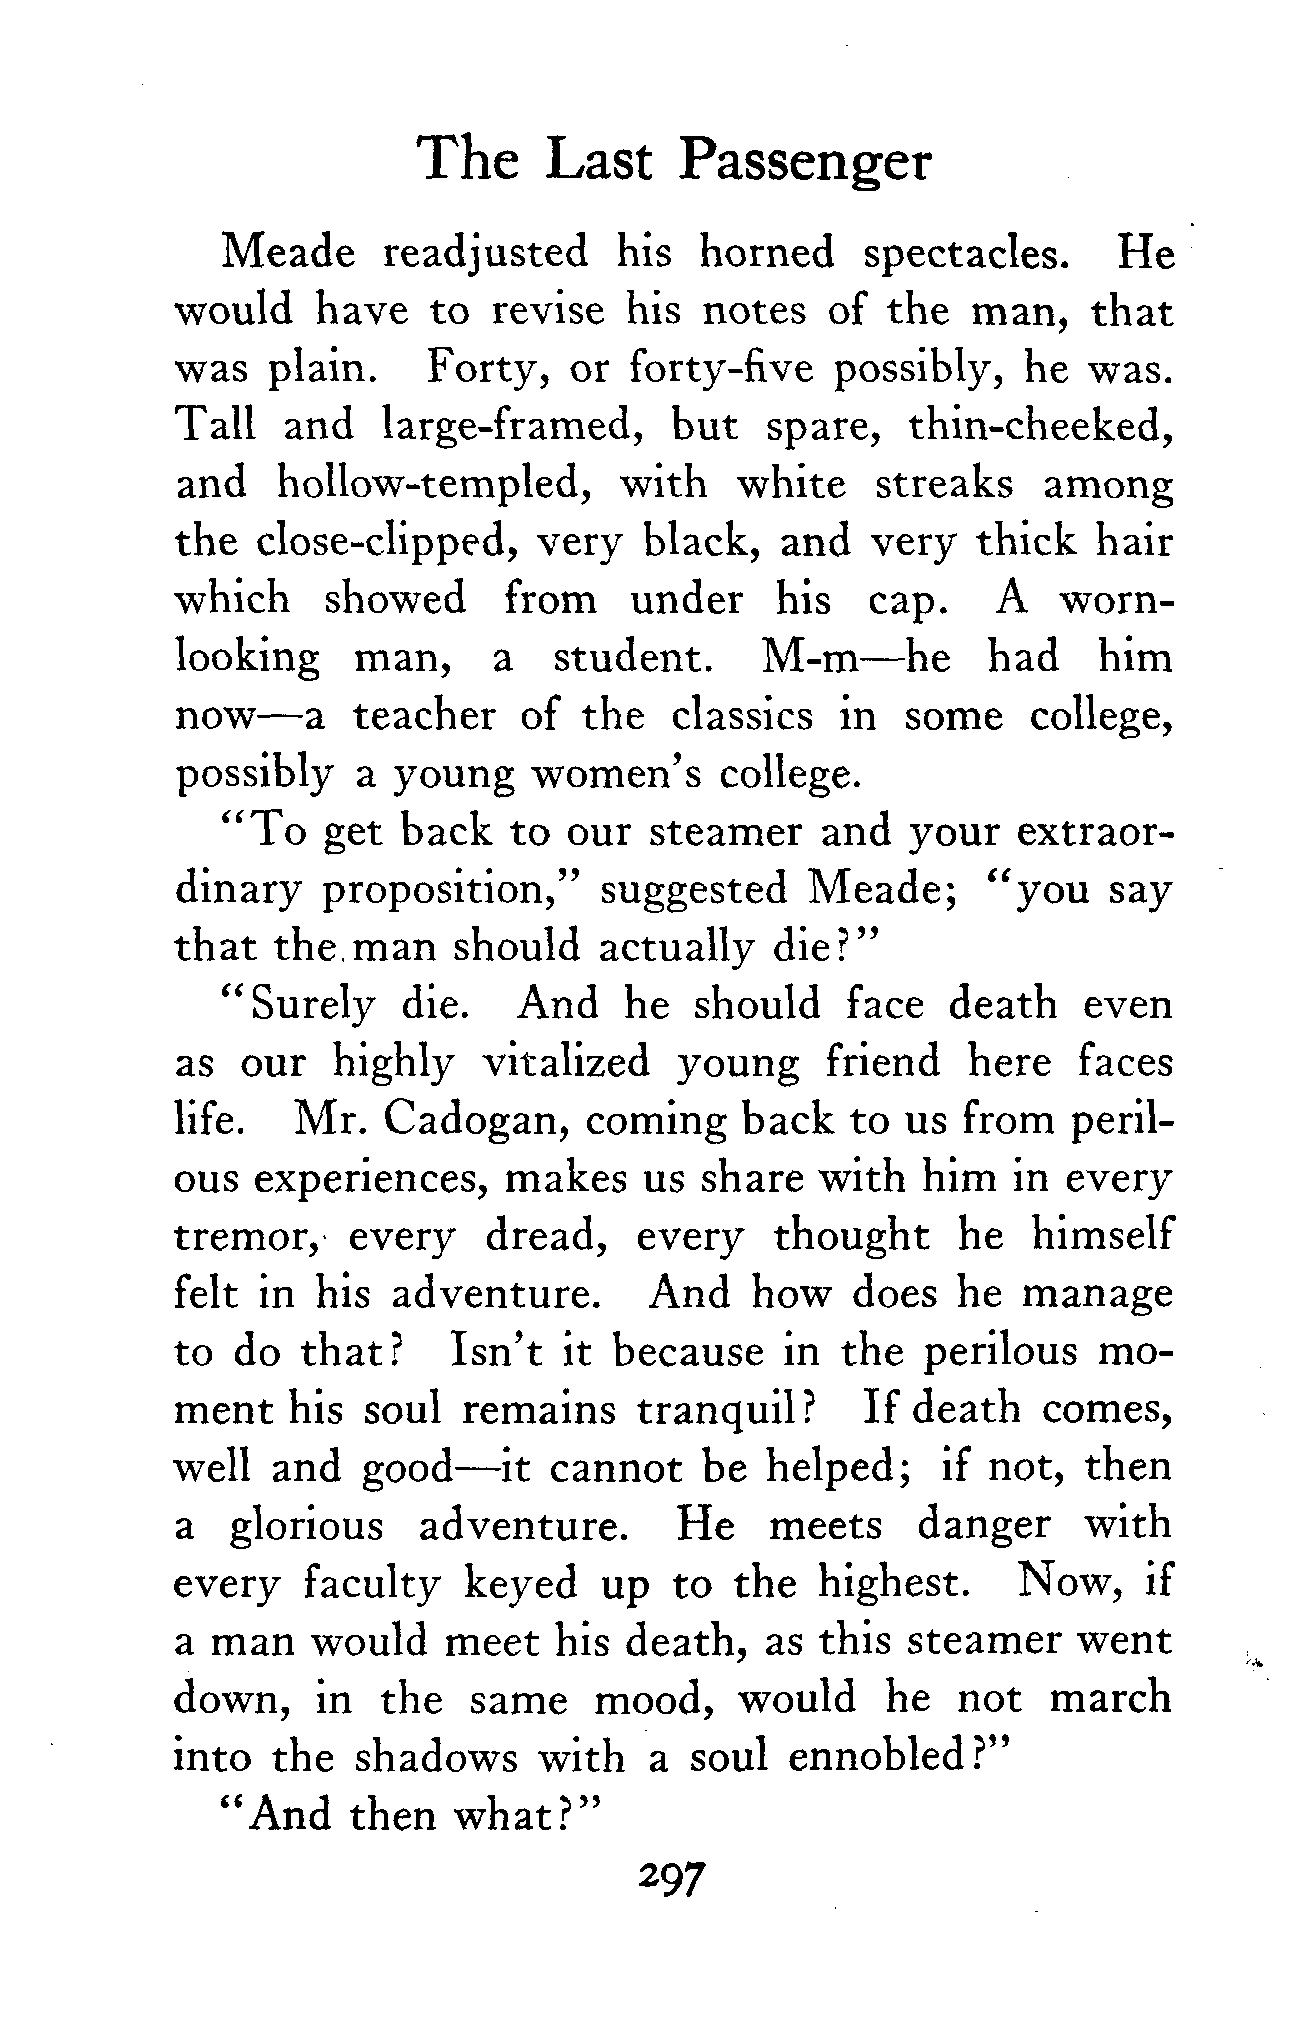 The Last Passenger
Meade readjusted his horned spectacles. He
would have to revise his notes of the man, that
was plain. Forty, or forty-five possibly, he was.
Tall and large-framed, but spare, thin-cheeked,
and hollow-templed, with white streaks among
the close-clipped, very black, and very thick hair
which showed from under his cap. A worn-
looking man, a student. M-m—he had him
now—a teacher of the classics in some college,
possibly a young women's college.
"To get back to our steamer and your extraor-
dinary proposition," suggested Meade; "you say
that the man should actually die?"
"Surely die. And he should face death even
as our highly vitalized young friend here faces
life. Mr. Cadogan, coming back to us from peril-
ous experiences, makes us share with him in every
tremor, every dread, every thought he himself
felt in his adventure. And how does he manage
to do that? Isn't it because in the perilous mo-
ment his soul remains tranquil? If death comes,
well and good—it cannot be helped; if not, then
a glorious adventure. He meets danger with
every faculty keyed up to the highest. Now, if
a man would meet his death, as this steamer went
down, in the same mood, would he not march
into the shadows with a soul ennobled?"
"And then what?"
297